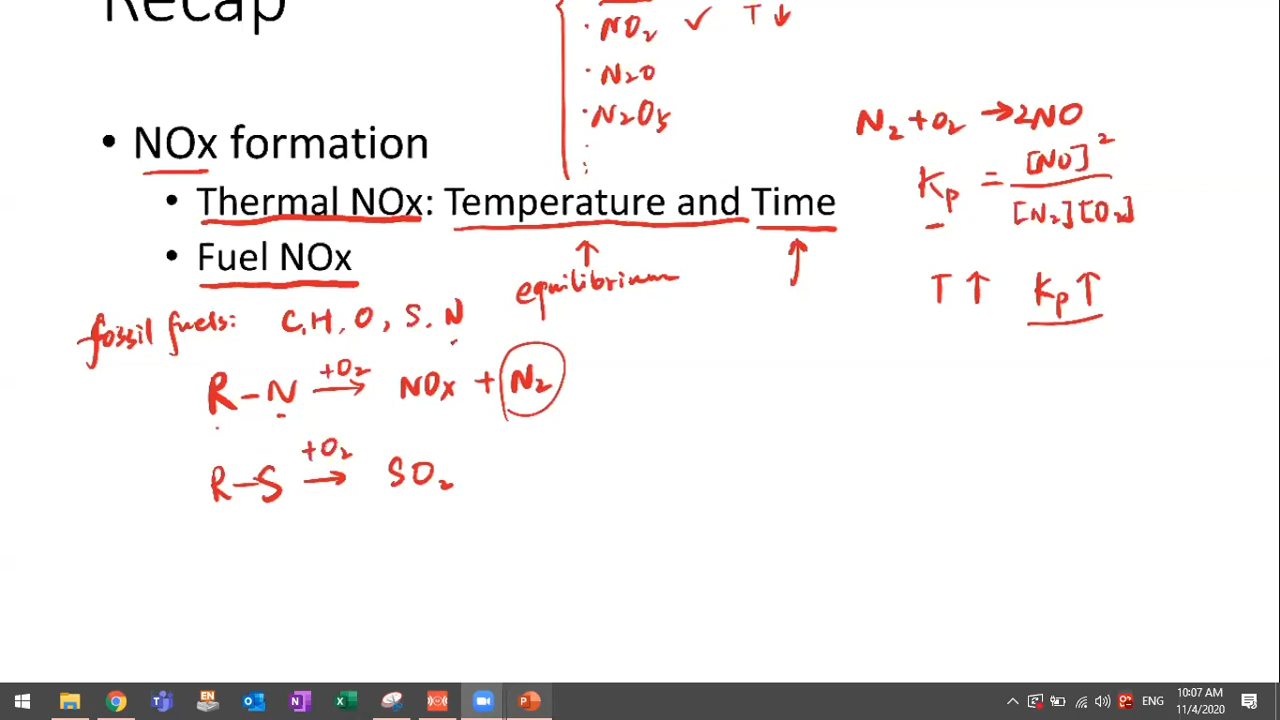 Recap
· NO₂ ✓ T↓
· N₂O
· N₂O₅
• NOx formation
N₂ + O₂ → 2NO
Kp = [NO]² / [N₂][O₂]
• Thermal NOx: Temperature and Time
• Fuel NOx
↑ ↑
equilibrium
T↑ Kp↑
fossil fuels: C, H, O, S, N
R–N +O₂ → NOx + N₂
R–S +O₂ → SO₂
EN
ENG
10:07 AM
11/4/2020